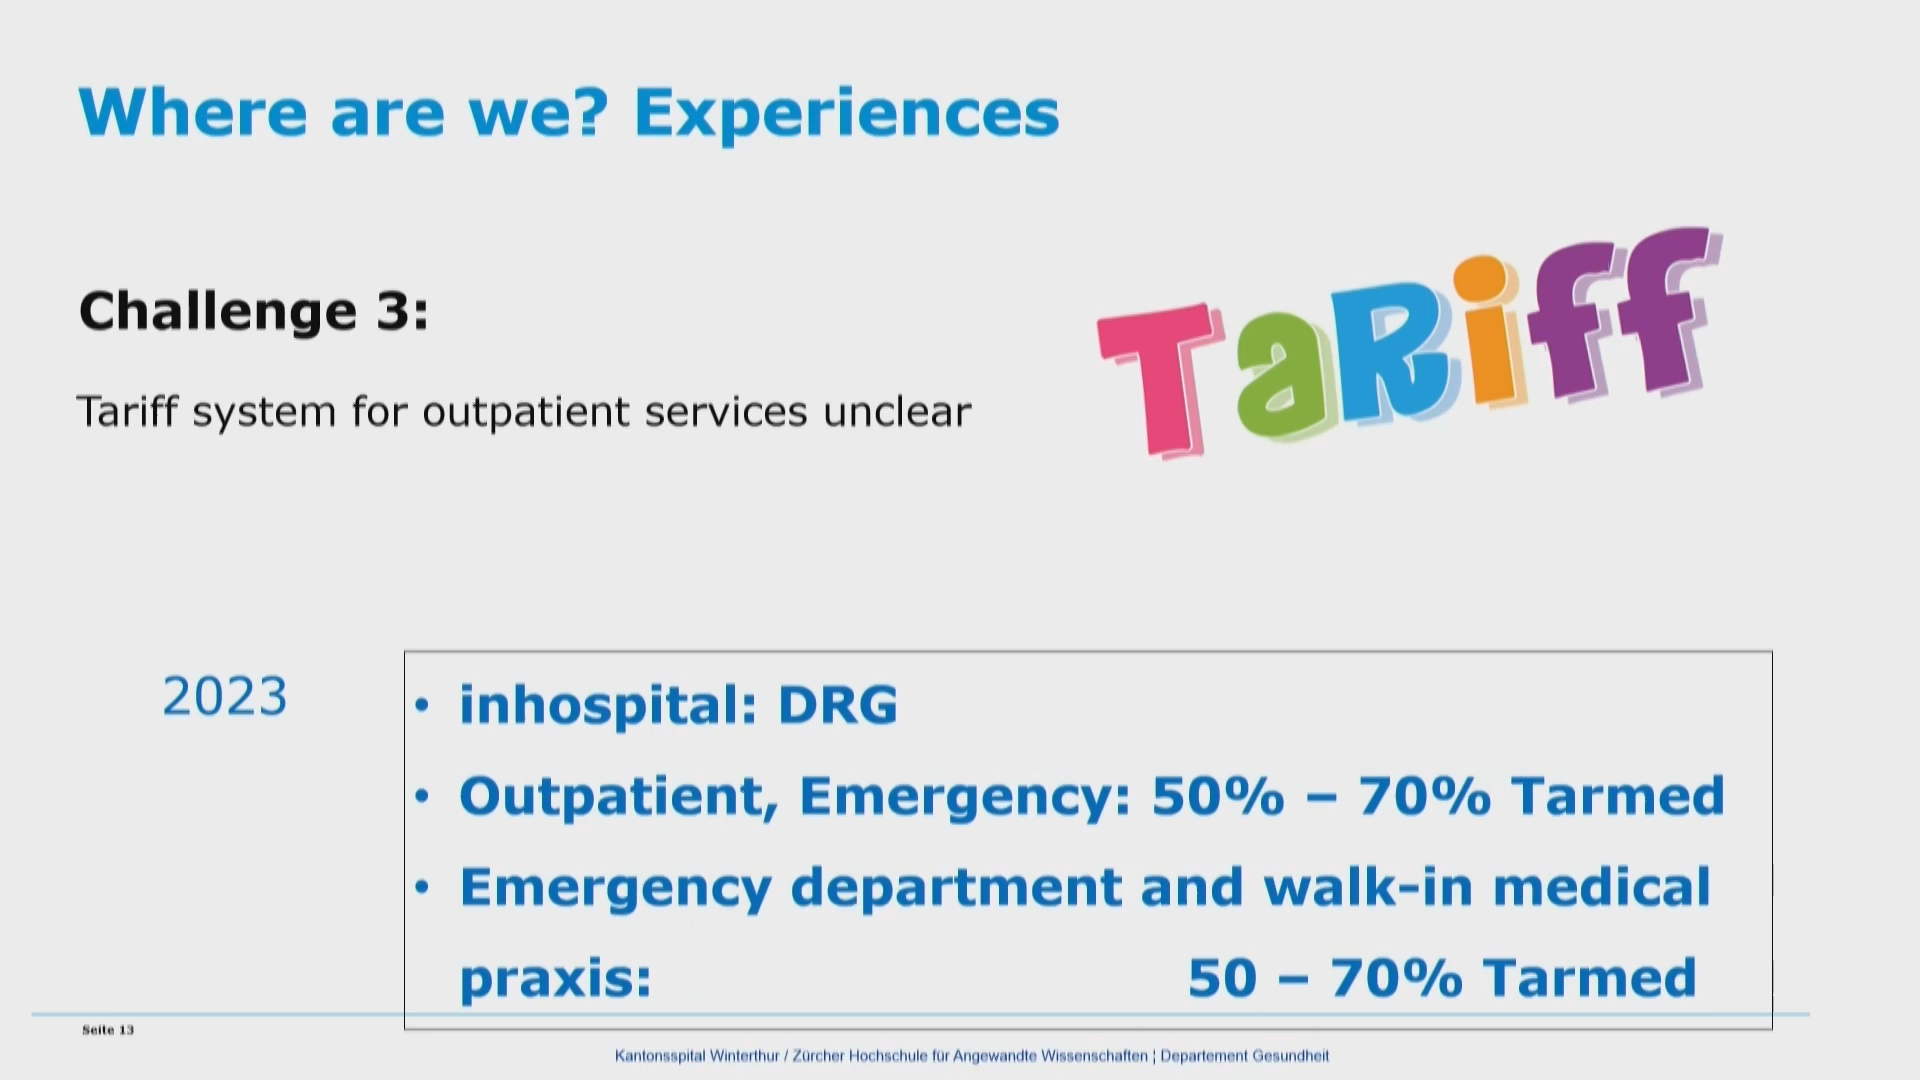 Where are we? Experiences
TaRiff
Challenge 3:
Tariff system for outpatient services unclear
2023
• inhospital: DRG
• Outpatient, Emergency: 50% – 70% Tarmed
• Emergency department and walk-in medical
praxis: 50 – 70% Tarmed
Seite 13
Kantonsspital Winterthur / Zürcher Hochschule für Angewandte Wissenschaften ¦ Departement Gesundheit